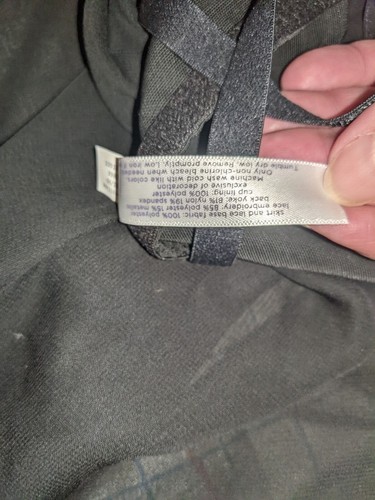 skirt and lace base fabric: 100% polyester
lace embroidery: 85% polyester 15% metallic
back yoke: 81% nylon 19% spandex
cup lining: 100% polyester
exclusive of decoration
Machine wash cold with like colors.
Only non-chlorine bleach when needed.
Tumble dry low. Remove promptly. Low